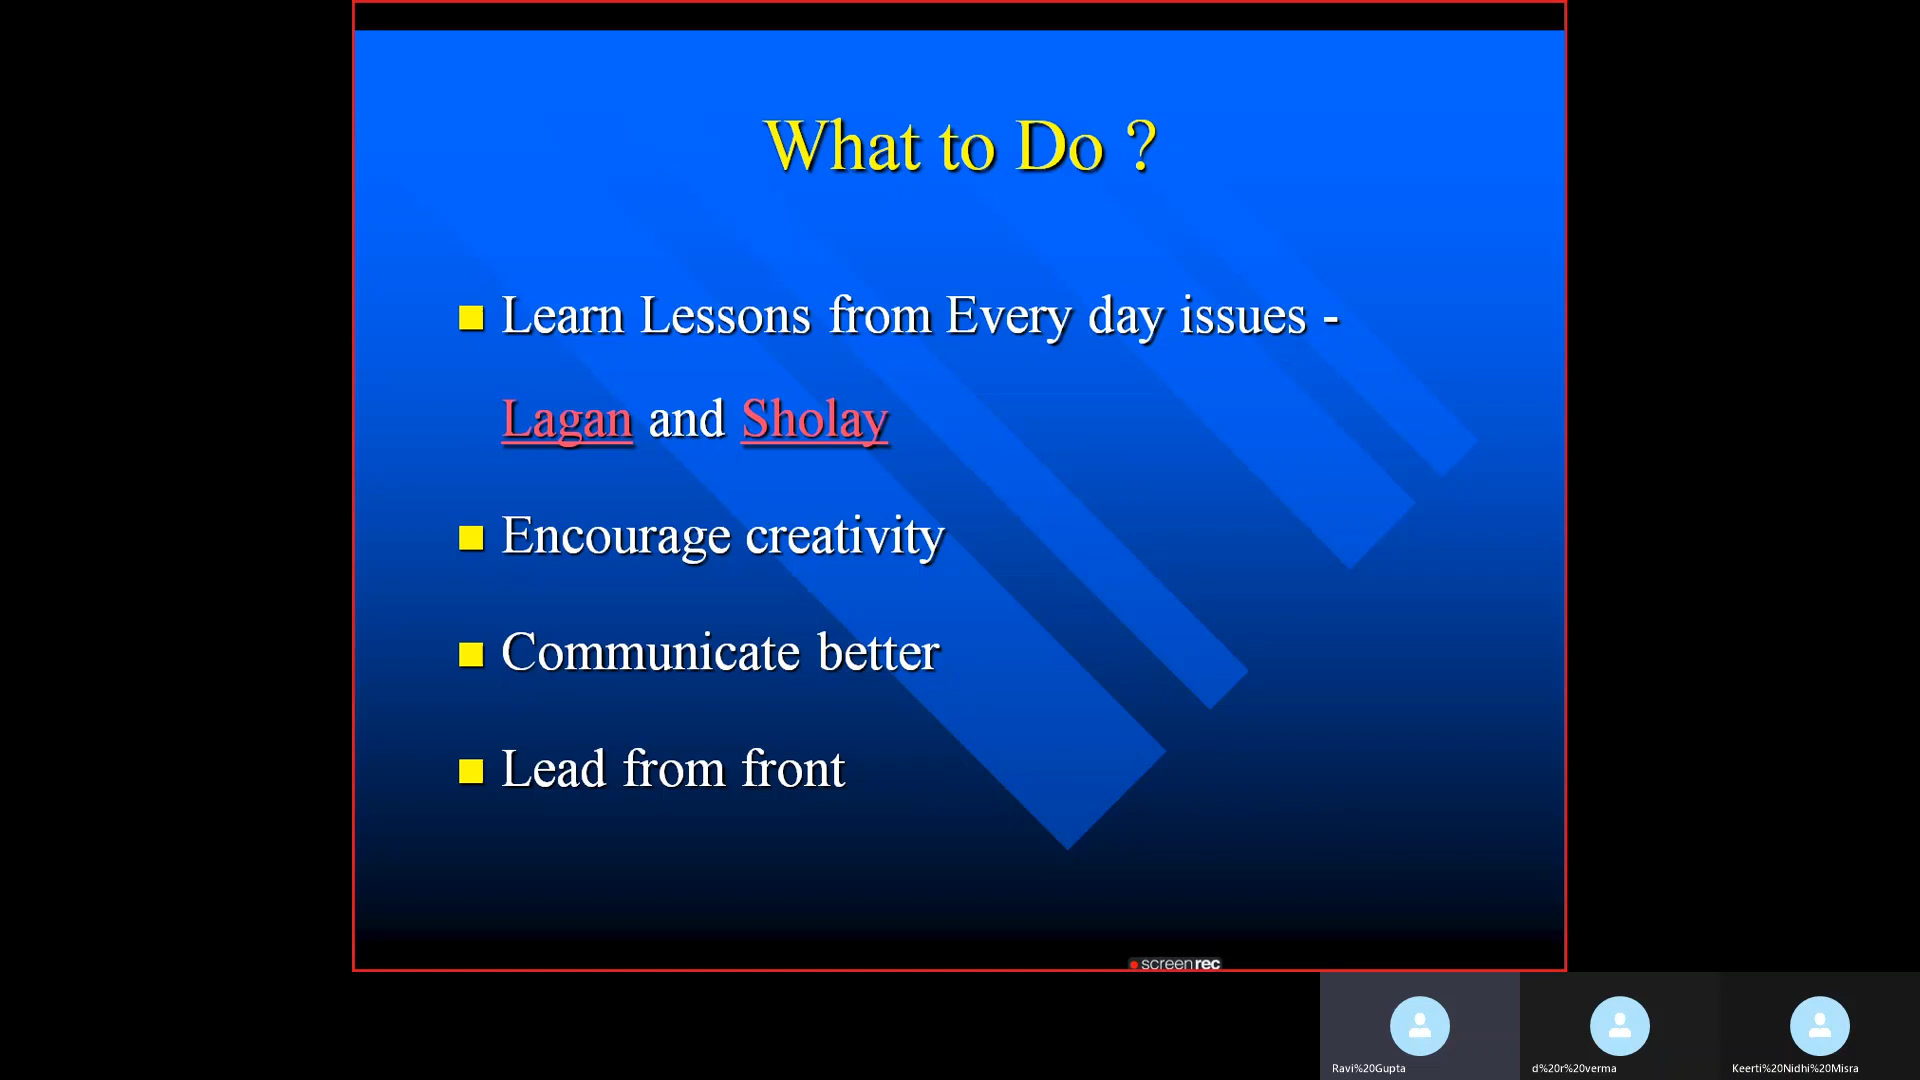 What to Do ?
Learn Lessons from Every day issues -
Lagan and Sholay
Encourage creativity
Communicate better
Lead from front
screenrec
Ravi%20Gupta
d%20r%20verma
Keerti%20Nidhi%20Misra